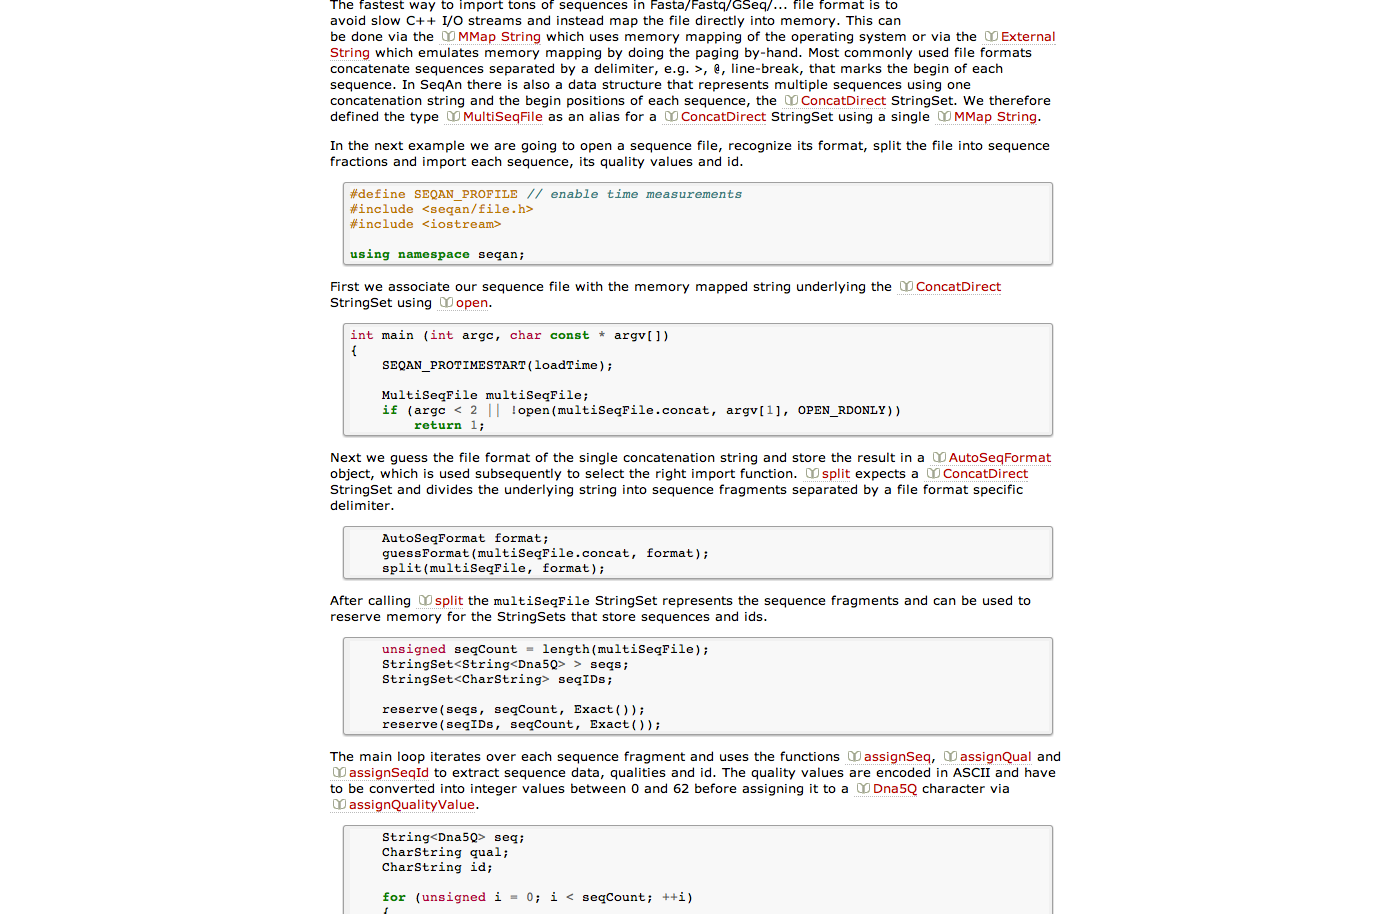 The fastest way to import tons of sequences in Fasta/Fastq/GSeq/... file format is to
avoid slow C++ I/O streams and instead map the file directly into memory. This can
be done via the MMap String which uses memory mapping of the operating system or via the External
String which emulates memory mapping by doing the paging by-hand. Most commonly used file formats
concatenate sequences separated by a delimiter, e.g. >, @, line-break, that marks the begin of each
sequence. In SeqAn there is also a data structure that represents multiple sequences using one
concatenation string and the begin positions of each sequence, the ConcatDirect StringSet. We therefore
defined the type MultiSeqFile as an alias for a ConcatDirect StringSet using a single MMap String.
In the next example we are going to open a sequence file, recognize its format, split the file into sequence
fractions and import each sequence, its quality values and id.
#define SEQAN_PROFILE // enable time measurements
#include <seqan/file.h>
#include <iostream>
using namespace seqan;
First we associate our sequence file with the memory mapped string underlying the ConcatDirect
StringSet using open.
int main (int argc, char const * argv[])
{
    SEQAN_PROTIMESTART(loadTime);
    MultiSeqFile multiSeqFile;
    if (argc < 2 || !open(multiSeqFile.concat, argv[1], OPEN_RDONLY))
        return 1;
Next we guess the file format of the single concatenation string and store the result in a AutoSeqFormat
object, which is used subsequently to select the right import function. split expects a ConcatDirect
StringSet and divides the underlying string into sequence fragments separated by a file format specific
delimiter.
    AutoSeqFormat format;
    guessFormat(multiSeqFile.concat, format);
    split(multiSeqFile, format);
After calling split the multiSeqFile StringSet represents the sequence fragments and can be used to
reserve memory for the StringSets that store sequences and ids.
    unsigned seqCount = length(multiSeqFile);
    StringSet<String<Dna5Q> > seqs;
    StringSet<CharString> seqIDs;
    reserve(seqs, seqCount, Exact());
    reserve(seqIDs, seqCount, Exact());
The main loop iterates over each sequence fragment and uses the functions assignSeq, assignQual and
assignSeqId to extract sequence data, qualities and id. The quality values are encoded in ASCII and have
to be converted into integer values between 0 and 62 before assigning it to a Dna5Q character via
assignQualityValue.
    String<Dna5Q> seq;
    CharString qual;
    CharString id;
    for (unsigned i = 0; i < seqCount; ++i)
    {